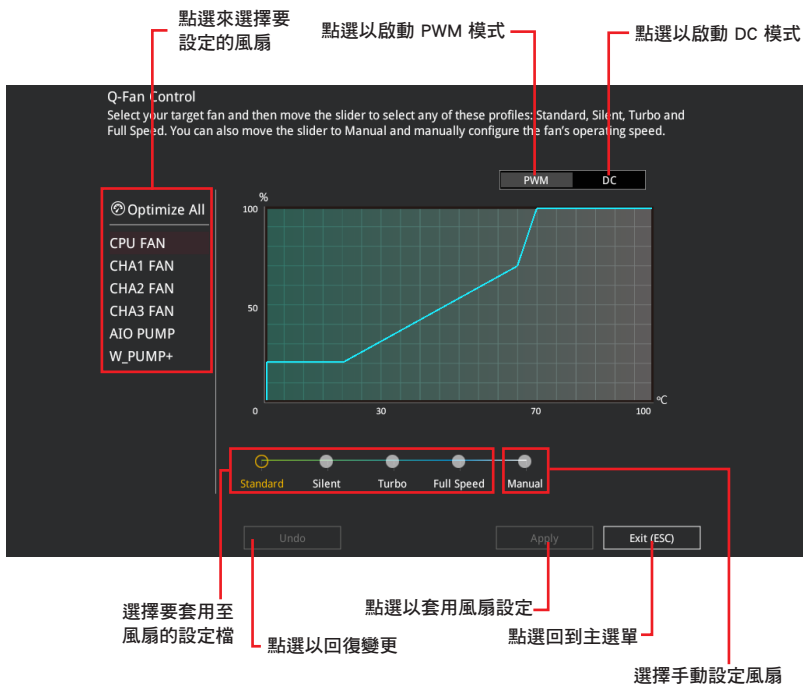 點選來選擇要
設定的風扇
點選以啟動 PWM 模式
點選以啟動 DC 模式
Q-Fan Control
Select your target fan and then move the slider to select any of these profiles: Standard, Silent, Turbo and
Full Speed. You can also move the slider to Manual and manually configure the fan's operating speed.
PWM DC
Optimize All
CPU FAN
CHA1 FAN
CHA2 FAN
CHA3 FAN
AIO PUMP
W_PUMP+
%
100
50
0 30 70 100
ºC
Standard Silent Turbo Full Speed Manual
Undo Apply Exit (ESC)
選擇要套用至
風扇的設定檔
點選以回復變更
點選以套用風扇設定
點選回到主選單
選擇手動設定風扇